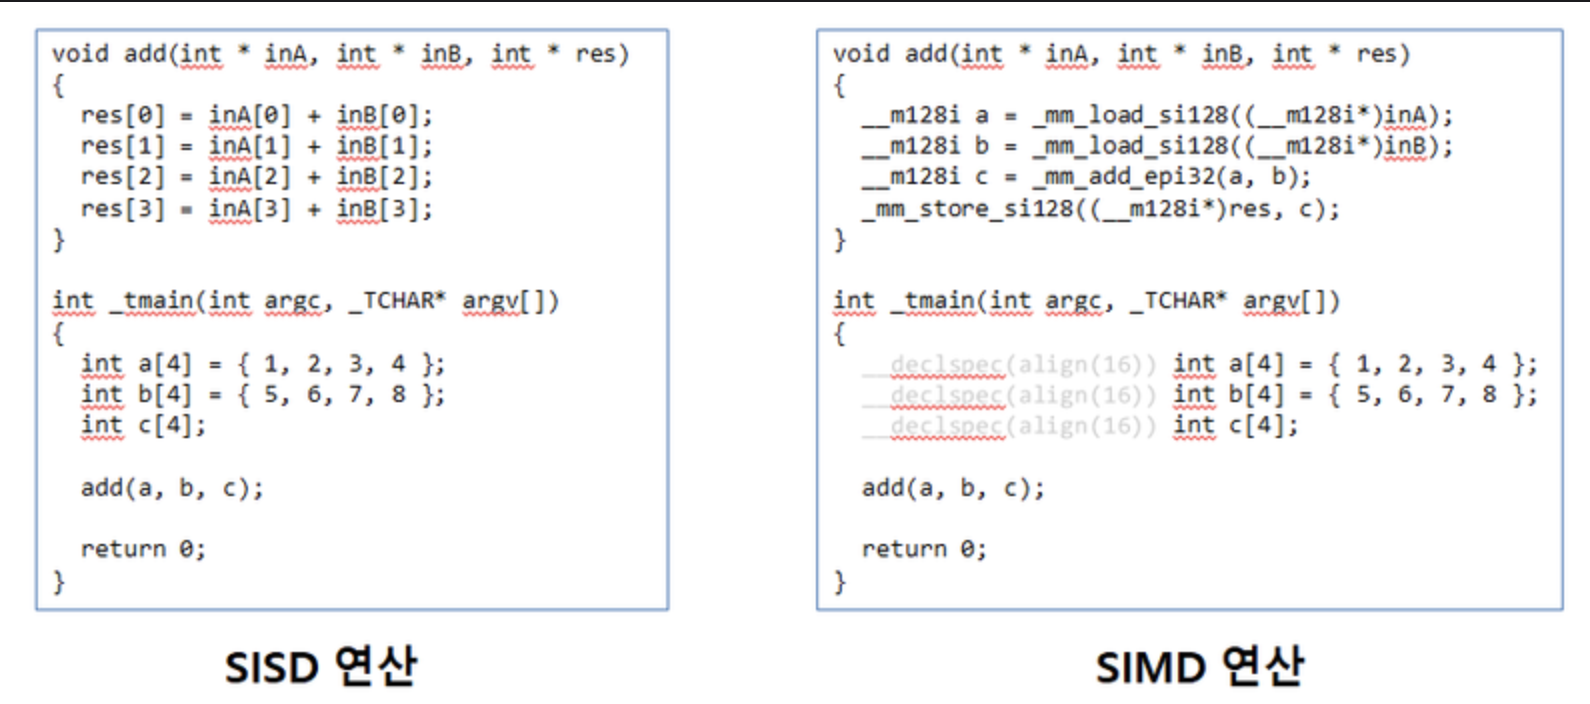 void add(int * inA, int * inB, int * res)
{
  res[0] = inA[0] + inB[0];
  res[1] = inA[1] + inB[1];
  res[2] = inA[2] + inB[2];
  res[3] = inA[3] + inB[3];
}
int _tmain(int argc, _TCHAR* argv[])
{
  int a[4] = { 1, 2, 3, 4 };
  int b[4] = { 5, 6, 7, 8 };
  int c[4];
  add(a, b, c);
  return 0;
}
SISD 연산
void add(int * inA, int * inB, int * res)
{
  __m128i a = _mm_load_si128((__m128i*)inA);
  __m128i b = _mm_load_si128((__m128i*)inB);
  __m128i c = _mm_add_epi32(a, b);
  _mm_store_si128((__m128i*)res, c);
}
int _tmain(int argc, _TCHAR* argv[])
{
  __declspec(align(16)) int a[4] = { 1, 2, 3, 4 };
  __declspec(align(16)) int b[4] = { 5, 6, 7, 8 };
  __declspec(align(16)) int c[4];
  add(a, b, c);
  return 0;
}
SIMD 연산